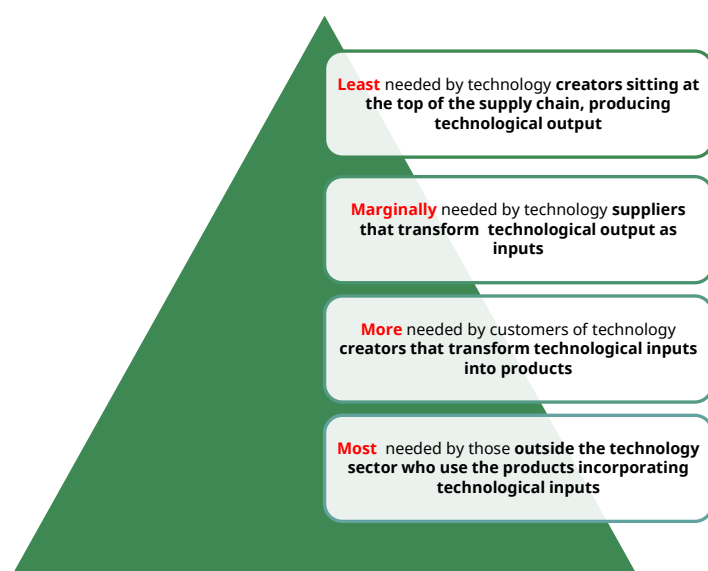 Least needed by technology creators sitting at
the top of the supply chain, producing
technological output
Marginally needed by technology suppliers
that transform  technological output as
inputs
More needed by customers of technology
creators that transform technological inputs
into products
Most  needed by those outside the technology
sector who use the products incorporating
technological inputs